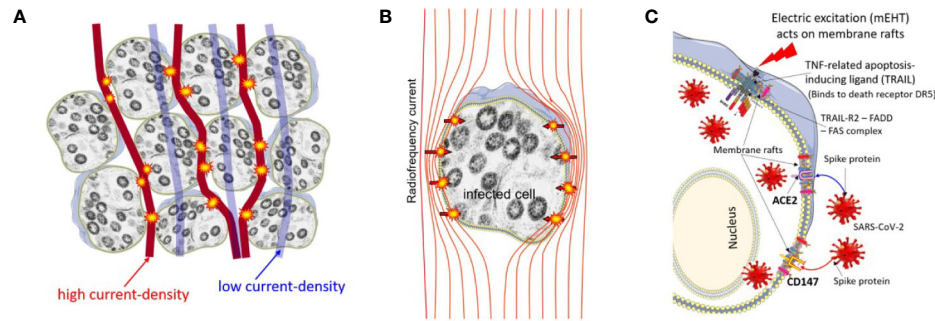 A
high current-density
low current-density
B
Radiofrequency current
infected cell
C
Electric excitation (mEHT)
acts on membrane rafts
TNF-related apoptosis-
inducing ligand (TRAIL)
(Binds to death receptor DR5)
TRAIL-R2 – FADD
– FAS complex
Membrane rafts
Spike protein
ACE2
SARS-CoV-2
Nucleus
CD147
Spike protein